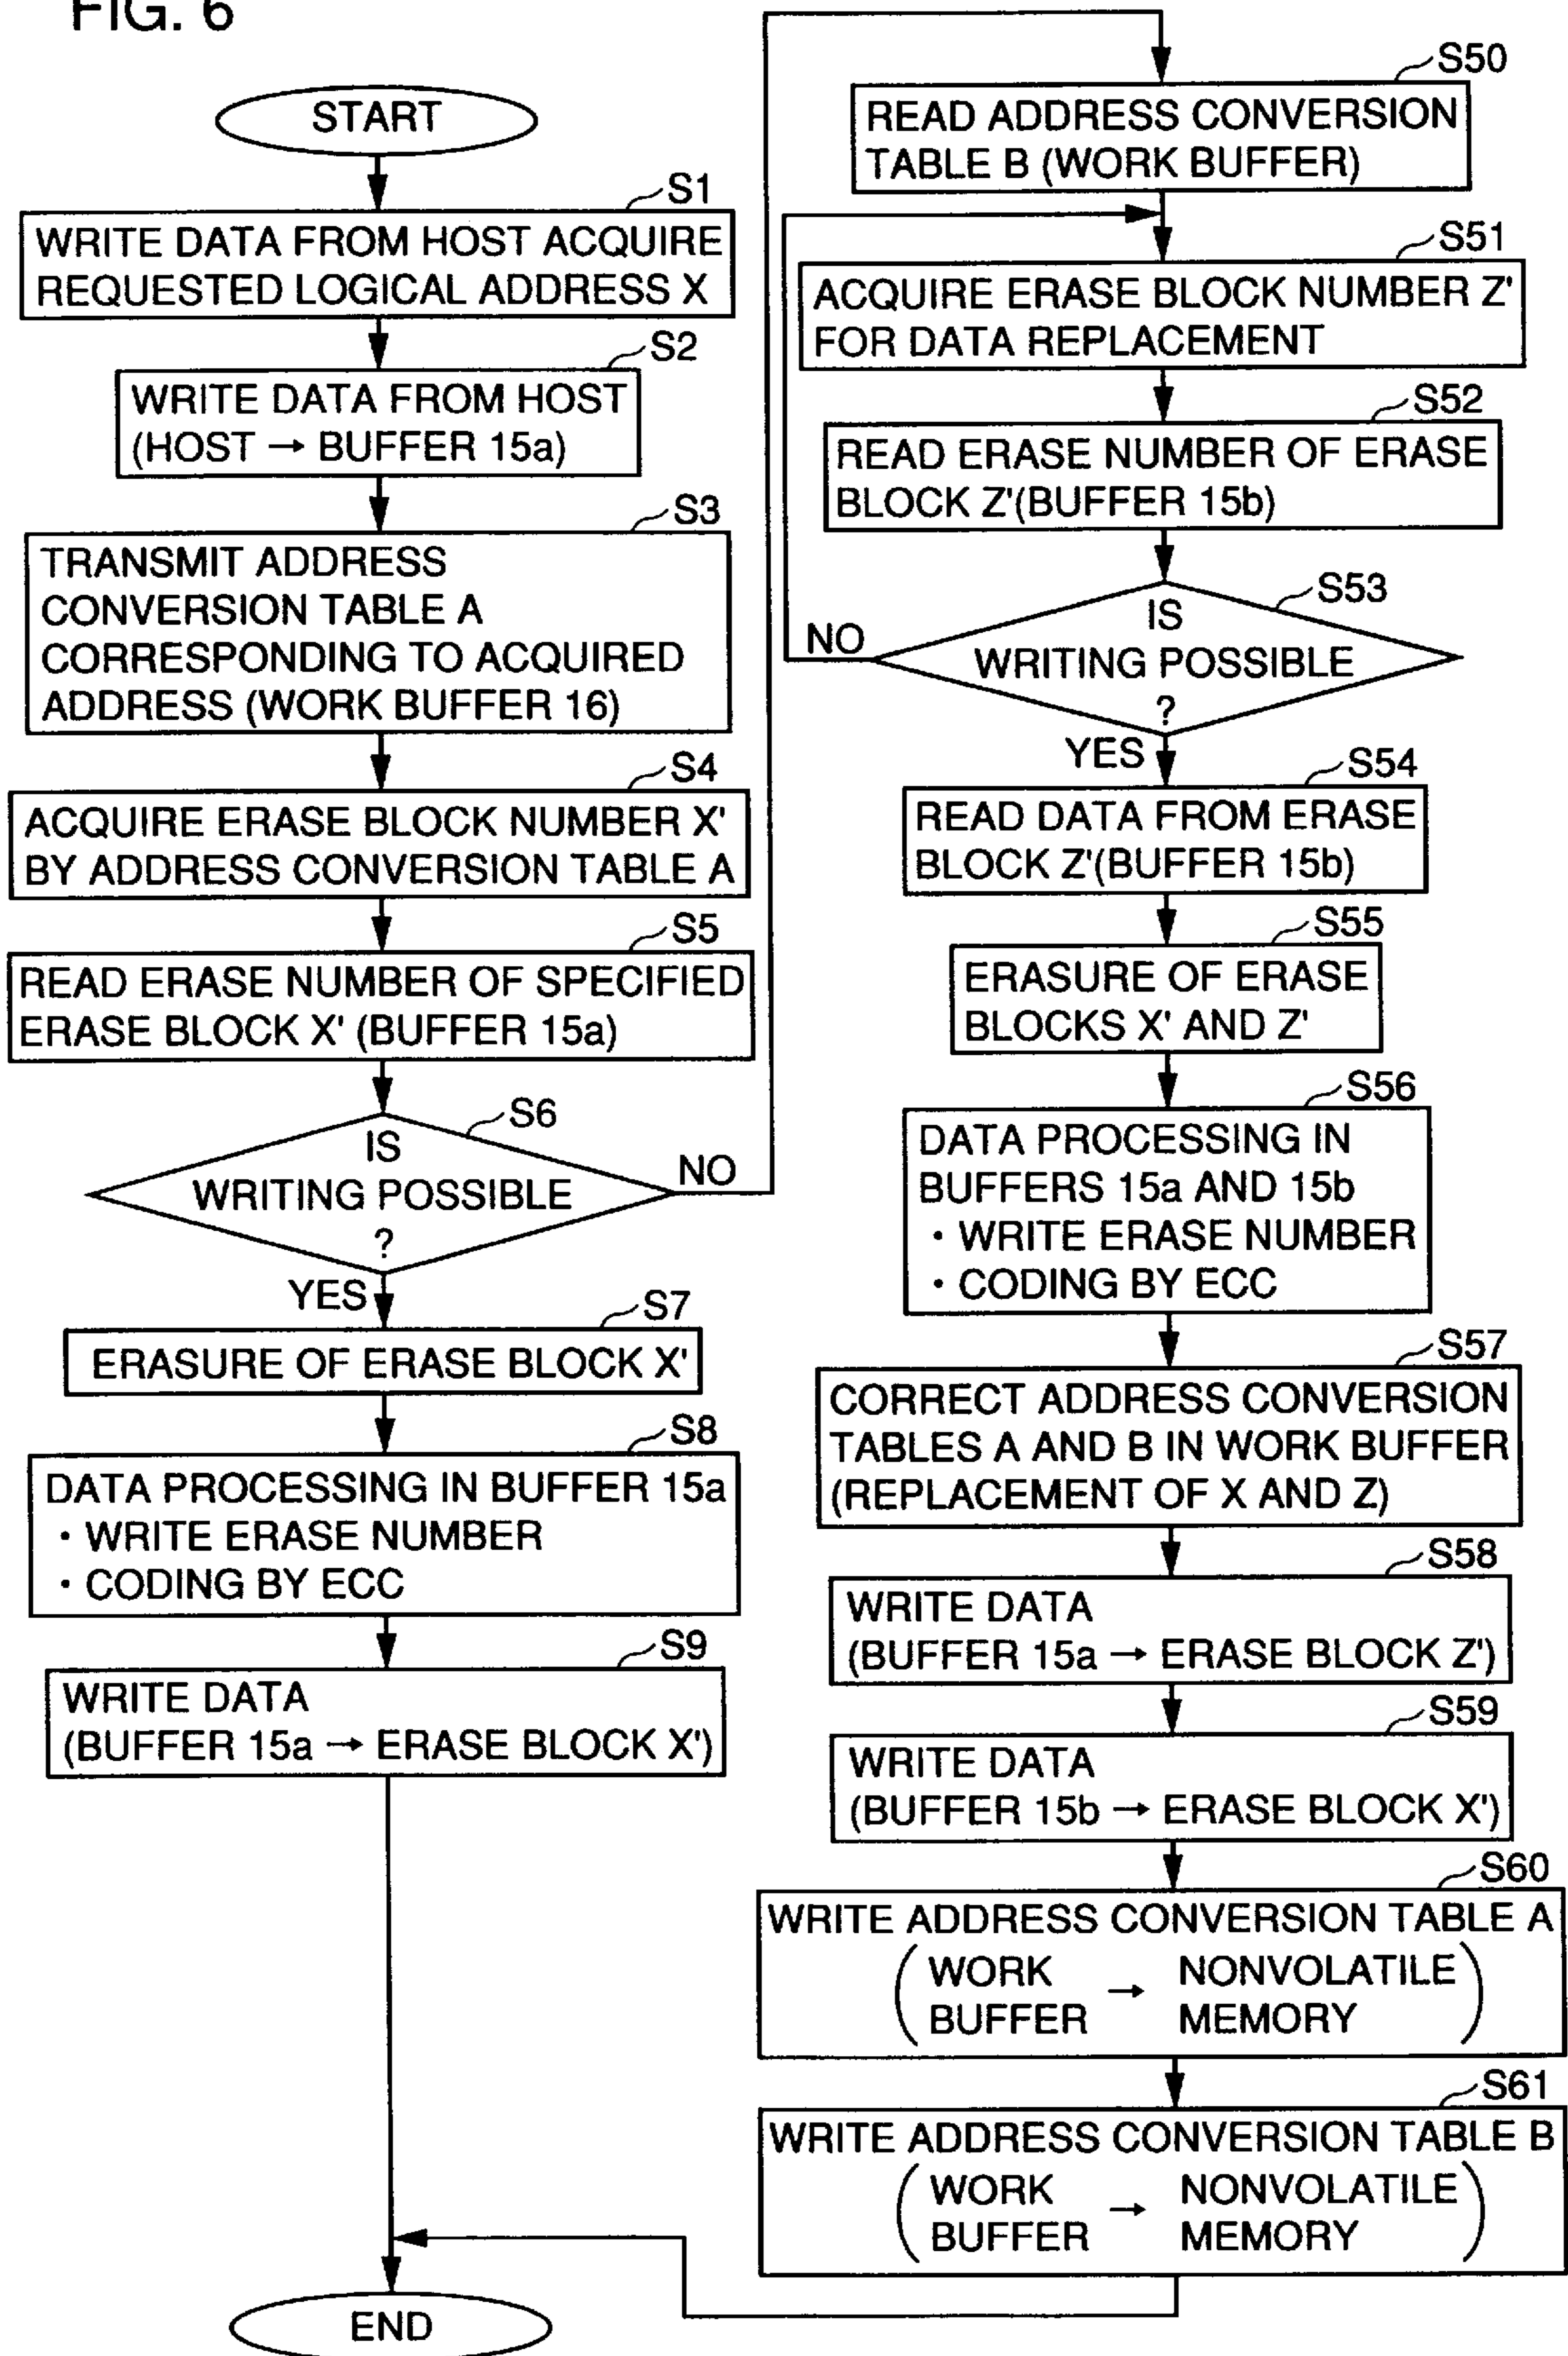 FIG. 6
START
S1
WRITE DATA FROM HOST ACQUIRE
REQUESTED LOGICAL ADDRESS X
S2
WRITE DATA FROM HOST
(HOST → BUFFER 15a)
S3
TRANSMIT ADDRESS
CONVERSION TABLE A
CORRESPONDING TO ACQUIRED
ADDRESS (WORK BUFFER 16)
S4
ACQUIRE ERASE BLOCK NUMBER X'
BY ADDRESS CONVERSION TABLE A
S5
READ ERASE NUMBER OF SPECIFIED
ERASE BLOCK X' (BUFFER 15a)
S6
IS
WRITING POSSIBLE
?
NO
YES
S7
ERASURE OF ERASE BLOCK X'
S8
DATA PROCESSING IN BUFFER 15a
· WRITE ERASE NUMBER
· CODING BY ECC
S9
WRITE DATA
(BUFFER 15a → ERASE BLOCK X')
END
S50
READ ADDRESS CONVERSION
TABLE B (WORK BUFFER)
S51
ACQUIRE ERASE BLOCK NUMBER Z'
FOR DATA REPLACEMENT
S52
READ ERASE NUMBER OF ERASE
BLOCK Z'(BUFFER 15b)
S53
IS
WRITING POSSIBLE
?
NO
YES
S54
READ DATA FROM ERASE
BLOCK Z'(BUFFER 15b)
S55
ERASURE OF ERASE
BLOCKS X' AND Z'
S56
DATA PROCESSING IN
BUFFERS 15a AND 15b
· WRITE ERASE NUMBER
· CODING BY ECC
S57
CORRECT ADDRESS CONVERSION
TABLES A AND B IN WORK BUFFER
(REPLACEMENT OF X AND Z)
S58
WRITE DATA
(BUFFER 15a → ERASE BLOCK Z')
S59
WRITE DATA
(BUFFER 15b → ERASE BLOCK X')
S60
WRITE ADDRESS CONVERSION TABLE A
(WORK BUFFER → NONVOLATILE MEMORY)
S61
WRITE ADDRESS CONVERSION TABLE B
(WORK BUFFER → NONVOLATILE MEMORY)